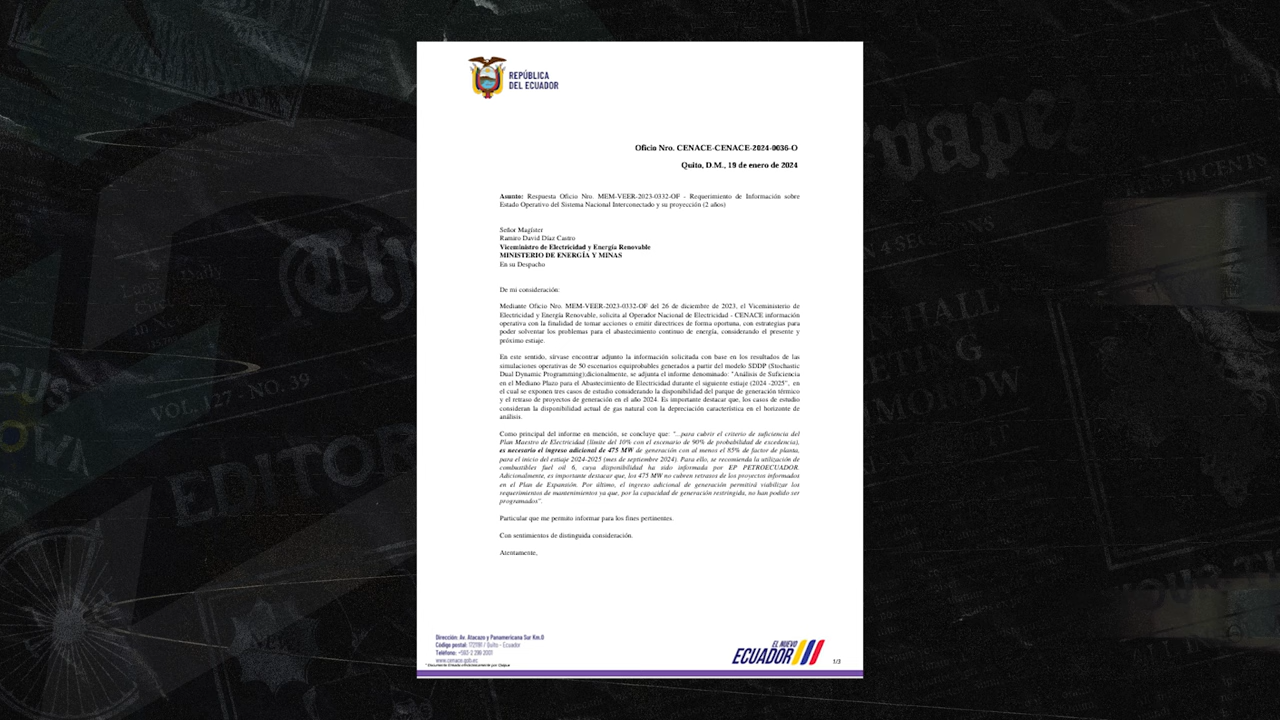 REPÚBLICA
DEL ECUADOR
Oficio Nro. CENACE-CENACE-2024-0036-O
Quito, D.M., 19 de enero de 2024
Asunto: Respuesta Oficio Nro. MEM-VEER-2023-0332-OF - Requerimiento de Información sobre
Estado Operativo del Sistema Nacional Interconectado y su proyección (2 años)
Señor Magíster
Ramiro David Díaz Castro
Viceministro de Electricidad y Energía Renovable
MINISTERIO DE ENERGÍA Y MINAS
En su Despacho
De mi consideración:
Mediante Oficio Nro. MEM-VEER-2023-0332-OF del 26 de diciembre de 2023, el Viceministerio de
Electricidad y Energía Renovable, solicita al Operador Nacional de Electricidad - CENACE información
operativa con la finalidad de tomar acciones o emitir directrices de forma oportuna, con estrategias para
poder solventar los problemas para el abastecimiento continuo de energía, considerando el presente y
próximo estiaje.
En este sentido, sírvase encontrar adjunto la información solicitada con base en los resultados de las
simulaciones operativas de 50 escenarios equiprobables generados a partir del modelo SDDP (Stochastic
Dual Dynamic Programming);dicionalmente, se adjunta el informe denominado: "Análisis de Suficiencia
en el Mediano Plazo para el Abastecimiento de Electricidad durante el siguiente estiaje (2024 -2025", en
el cual se exponen tres casos de estudio considerando la disponibilidad del parque de generación térmico
y el retraso de proyectos de generación en el año 2024. Es importante destacar que, los casos de estudio
consideran la disponibilidad actual de gas natural con la depreciación característica en el horizonte de
análisis.
Como principal del informe en mención, se concluye que: "...para cubrir el criterio de suficiencia del
Plan Maestro de Electricidad (límite del 10% con el escenario de 90% de probabilidad de excedencia),
es necesario el ingreso adicional de 475 MW de generación con al menos el 85% de factor de planta,
para el inicio del estiaje 2024-2025 (mes de septiembre 2024). Para ello, se recomienda la utilización de
combustibles fuel oil 6, cuya disponibilidad ha sido informada por EP PETROECUADOR.
Adicionalmente, es importante destacar que, los 475 MW no cubren retrasos de los proyectos informados
en el Plan de Expansión. Por último, el ingreso adicional de generación permitirá viabilizar los
requerimientos de mantenimientos ya que, por la capacidad de generación restringida, no han podido ser
programados".
Particular que me permito informar para los fines pertinentes.
Con sentimientos de distinguida consideración.
Atentamente,
Dirección: Av. Atacazo y Panamericana Sur Km.0
Código postal: 171191 / Quito - Ecuador
Teléfono: +593-2 299 2001
www.cenace.gob.ec
* Documento firmado electrónicamente por Quipux
EL NUEVO
ECUADOR
1/3